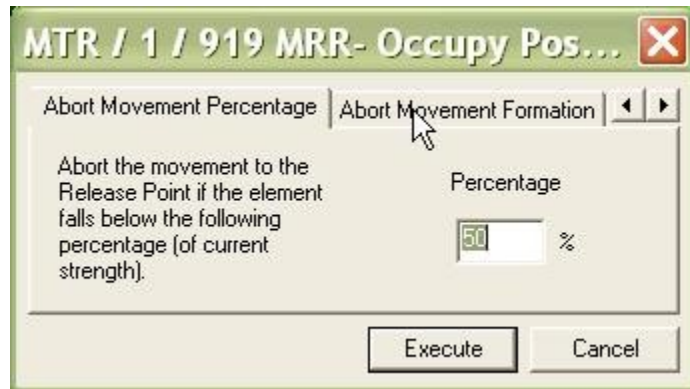 MTR / 1 / 919 MRR- Occupy Pos...
Abort Movement Percentage Abort Movement Formation
Abort the movement to the
Release Point if the element
falls below the following
percentage (of current
strength).
Percentage
50 %
Execute Cancel